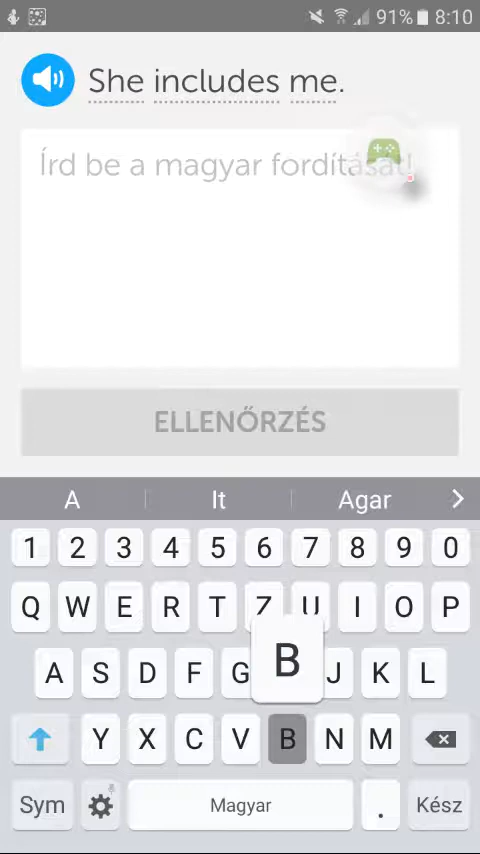 91% 8:10
She includes me.
Írd be a magyar fordításad!
ELLENŐRZÉS
A It Agar
1 2 3 4 5 6 7 8 9 0
Q W E R T Z U I O P
A S D F G B J K L
Y X C V B N M
Sym Magyar . Kész